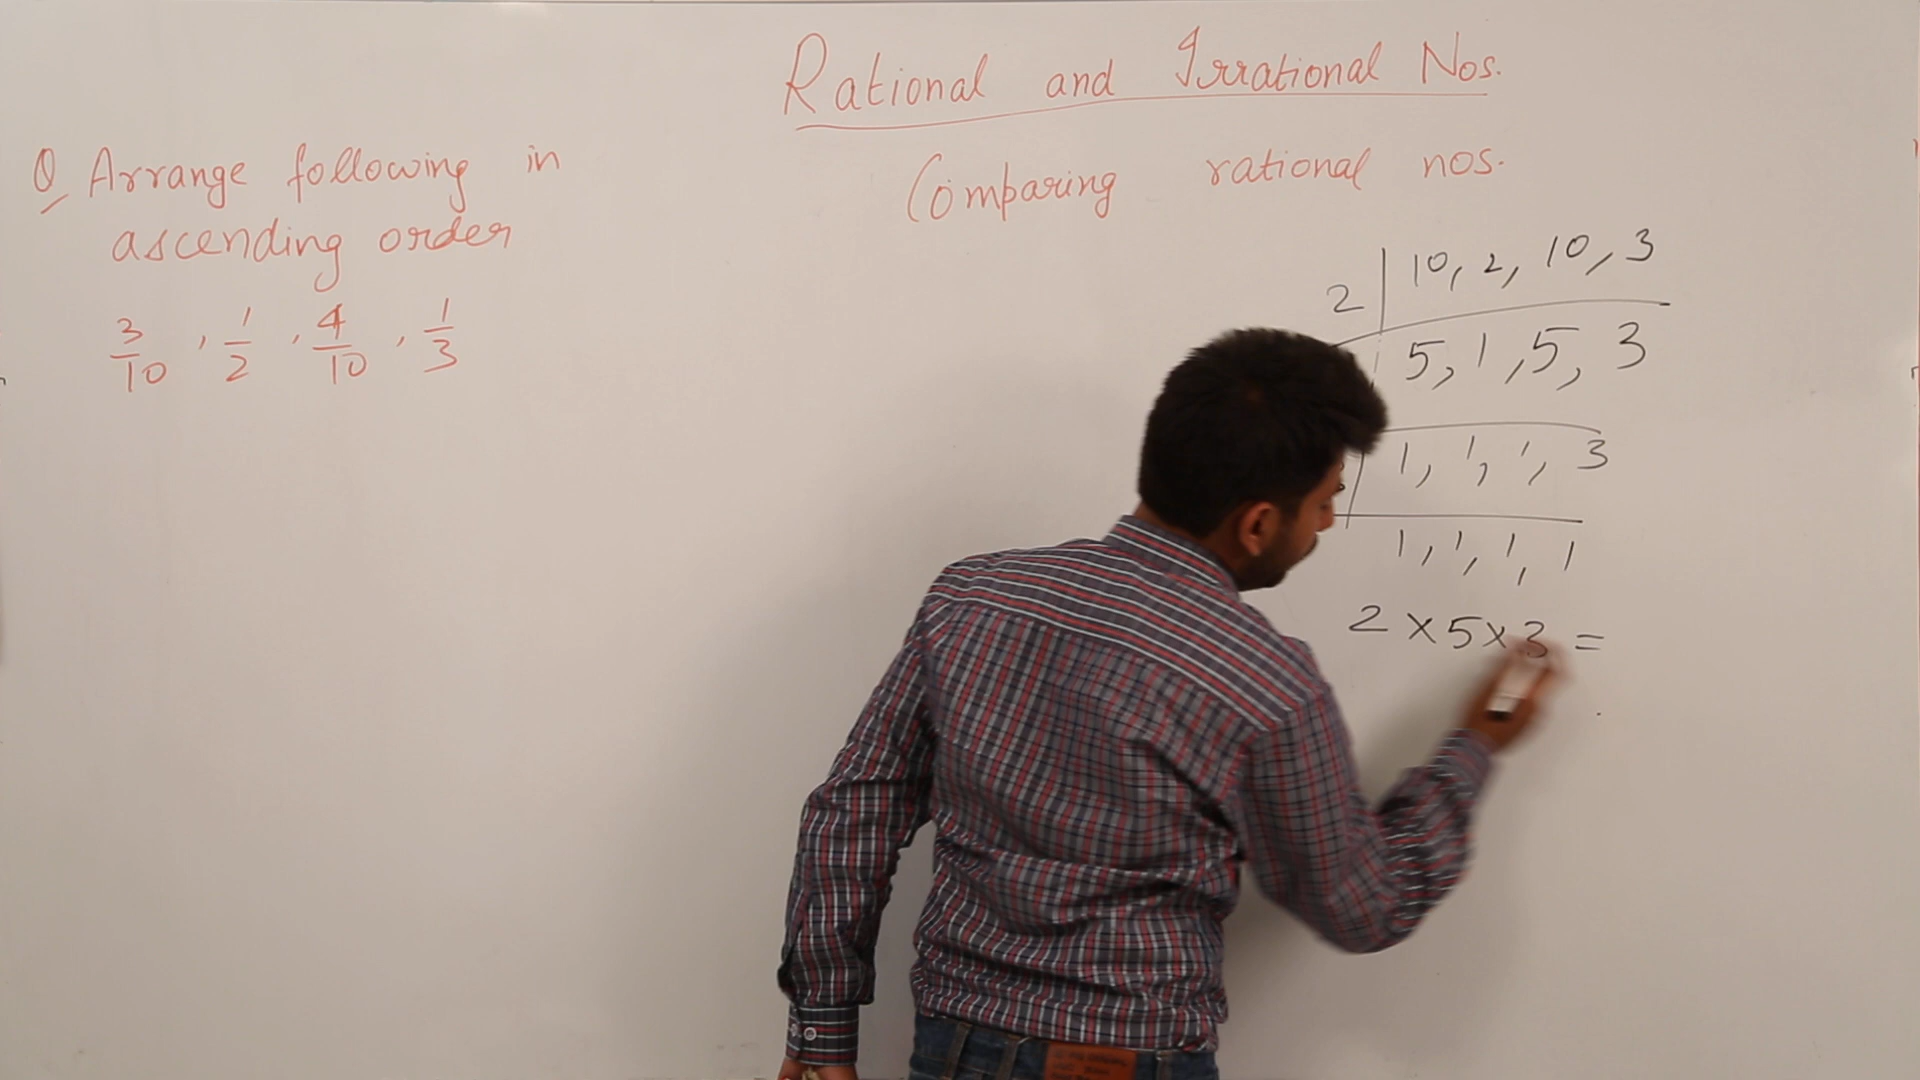 Rational and Irrational Nos.
Comparing rational nos.
Q Arrange following in
ascending order
3/10 , 1/2 , 4/10 , 1/3
2 | 10, 2, 10, 3
5, 1, 5, 3
1, 1, 1, 3
1, 1, 1, 1
2 × 5 × 3 =